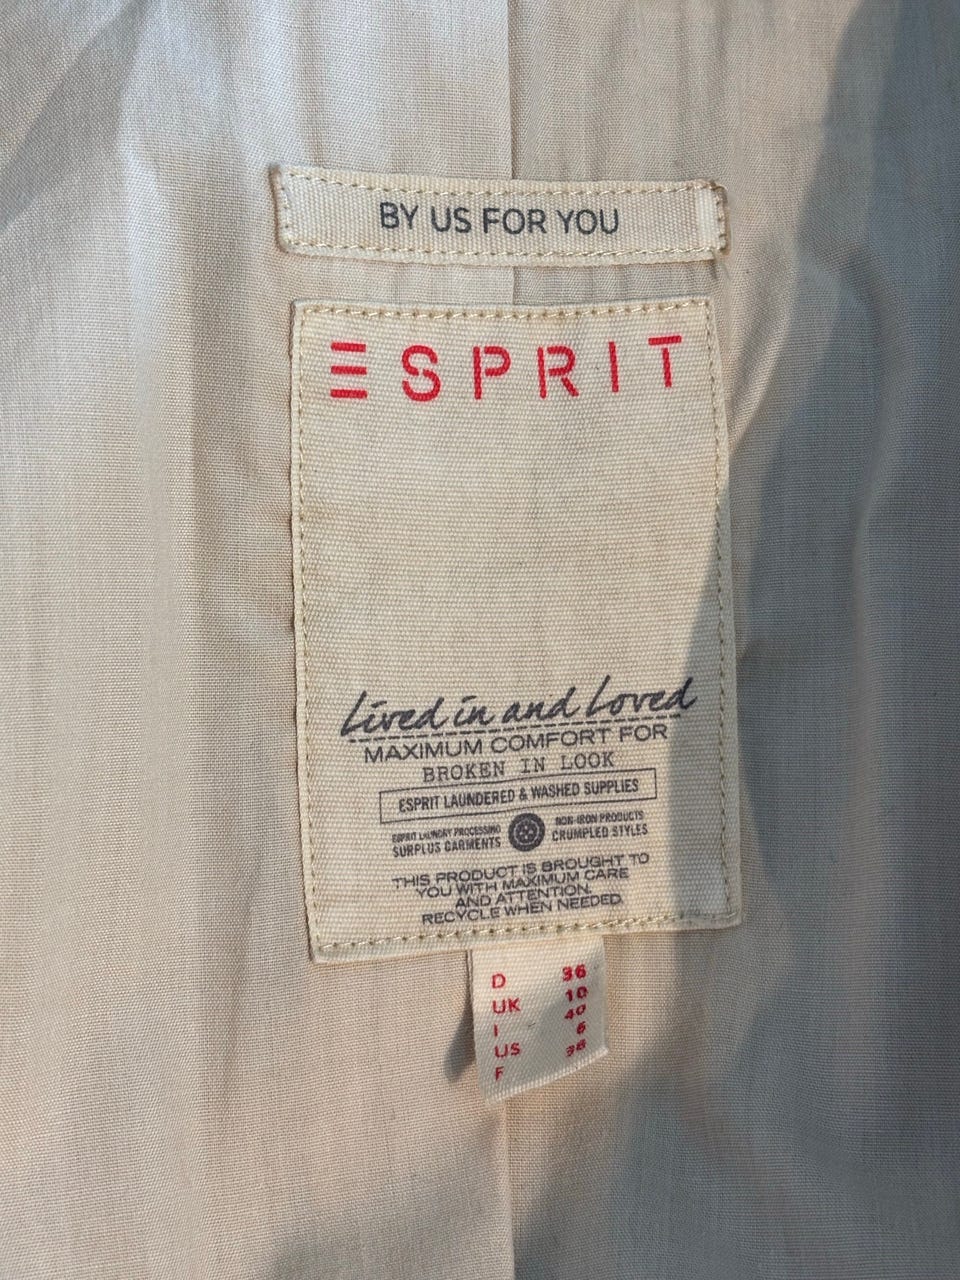 BY US FOR YOU
ESPRIT
Lived in and Loved
MAXIMUM COMFORT FOR
BROKEN IN LOOK
ESPRIT LAUNDERED & WASHED SUPPLIES
ESPRIT LAUNDRY PROCESSING
SURPLUS GARMENTS
NON-IRON PRODUCTS
CRUMPLED STYLES
THIS PRODUCT IS BROUGHT TO
YOU WITH MAXIMUM CARE
AND ATTENTION.
RECYCLE WHEN NEEDED.
D 36
UK 10
I 40
US 6
F 38